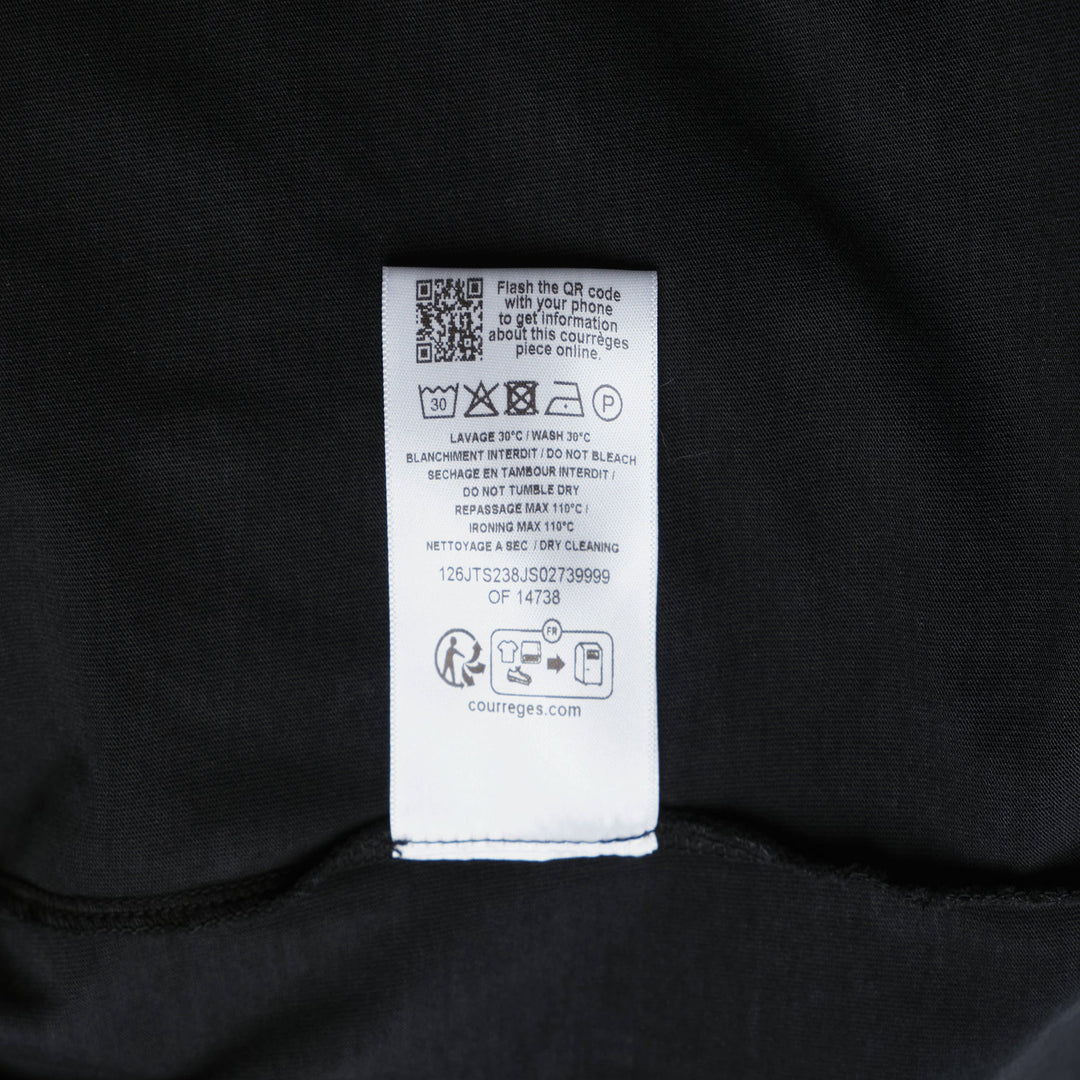 Flash the QR code
with your phone
to get information
about this courrèges
piece online.
30
P
LAVAGE 30°C / WASH 30°C
BLANCHIMENT INTERDIT / DO NOT BLEACH
SECHAGE EN TAMBOUR INTERDIT /
DO NOT TUMBLE DRY
REPASSAGE MAX 110°C /
IRONING MAX 110°C
NETTOYAGE A SEC / DRY CLEANING
126JTS238JS02739999
OF 14738
FR
courreges.com